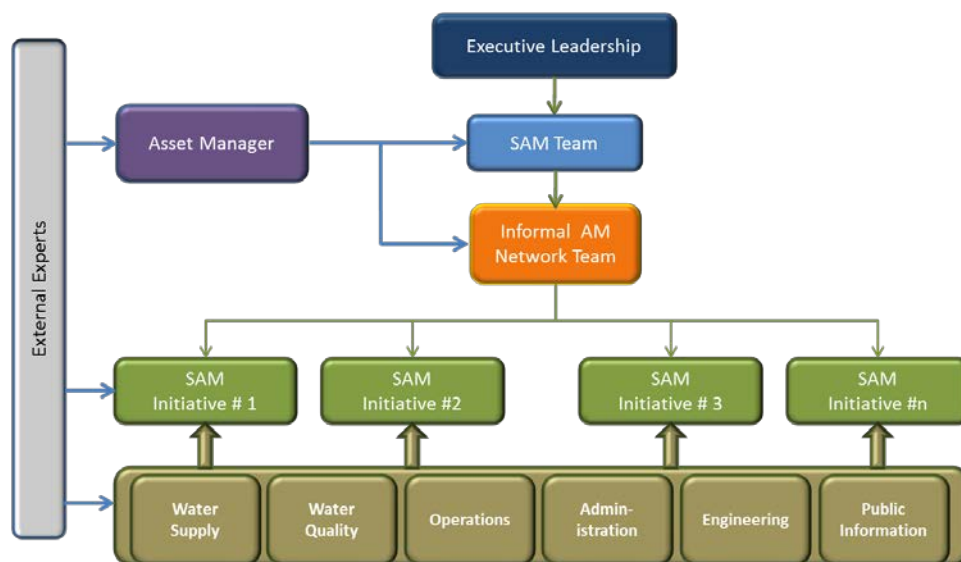 Executive Leadership
External Experts
Asset Manager
SAM Team
Informal AM
Network Team
SAM
Initiative # 1
SAM
Initiative #2
SAM
Initiative # 3
SAM
Initiative #n
Water
Supply
Water
Quality
Operations
Admin-
istration
Engineering
Public
Information